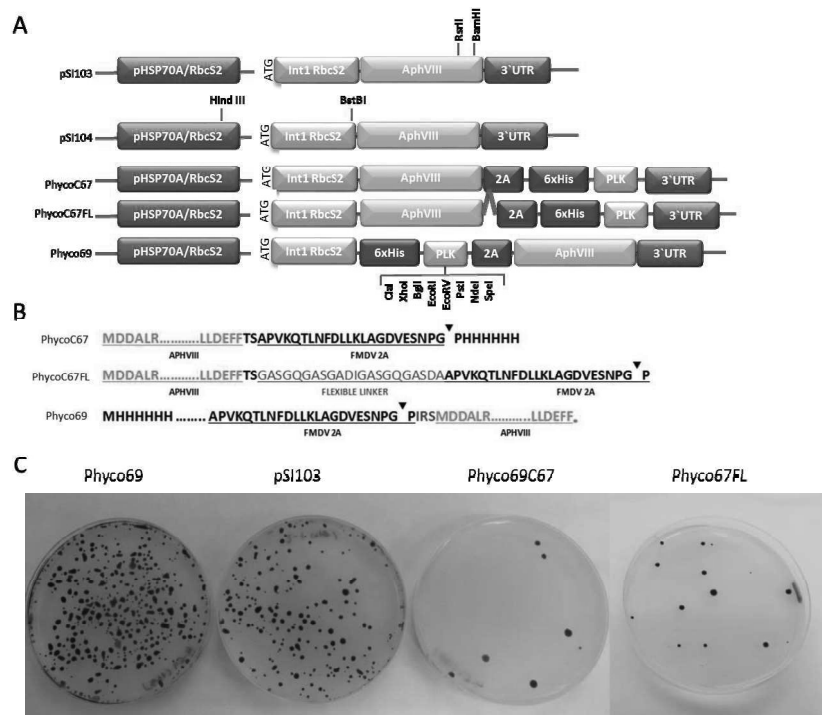 A
RsrII BamHI
pSI103 pHSP70A/RbcS2 ATG Int1 RbcS2 AphVIII 3`UTR
HInd III BstBI
pSI104 pHSP70A/RbcS2 ATG Int1 RbcS2 AphVIII 3`UTR
PhycoC67 pHSP70A/RbcS2 ATG Int1 RbcS2 AphVIII 2A 6xHis PLK 3`UTR
PhycoC67FL pHSP70A/RbcS2 ATG Int1 RbcS2 AphVIII 2A 6xHis PLK 3`UTR
Phyco69 pHSP70A/RbcS2 ATG Int1 RbcS2 6xHis PLK 2A AphVIII 3`UTR
ClaI XhoI BglI EcoRI EcoRV PstI NdeI SpeI
B
PhycoC67 MDDALR...........LLDEFFTSAPVKQTLNFDLLKLAGDVESNPG▼PHHHHHH
APHVIII FMDV 2A
PhycoC67FL MDDALR...........LLDEFFTSGASGQGASGADIGASGQGASDAAPVKQTLNFDLLKLAGDVESNPG▼P
APHVIII FLEXIBLE LINKER FMDV 2A
Phyco69 MHHHHHH ........APVKQTLNFDLLKLAGDVESNPG▼PIRSMDDALR...........LLDEFF.
FMDV 2A APHVIII
C
Phyco69 pSI103 Phyco69C67 Phyco67FL